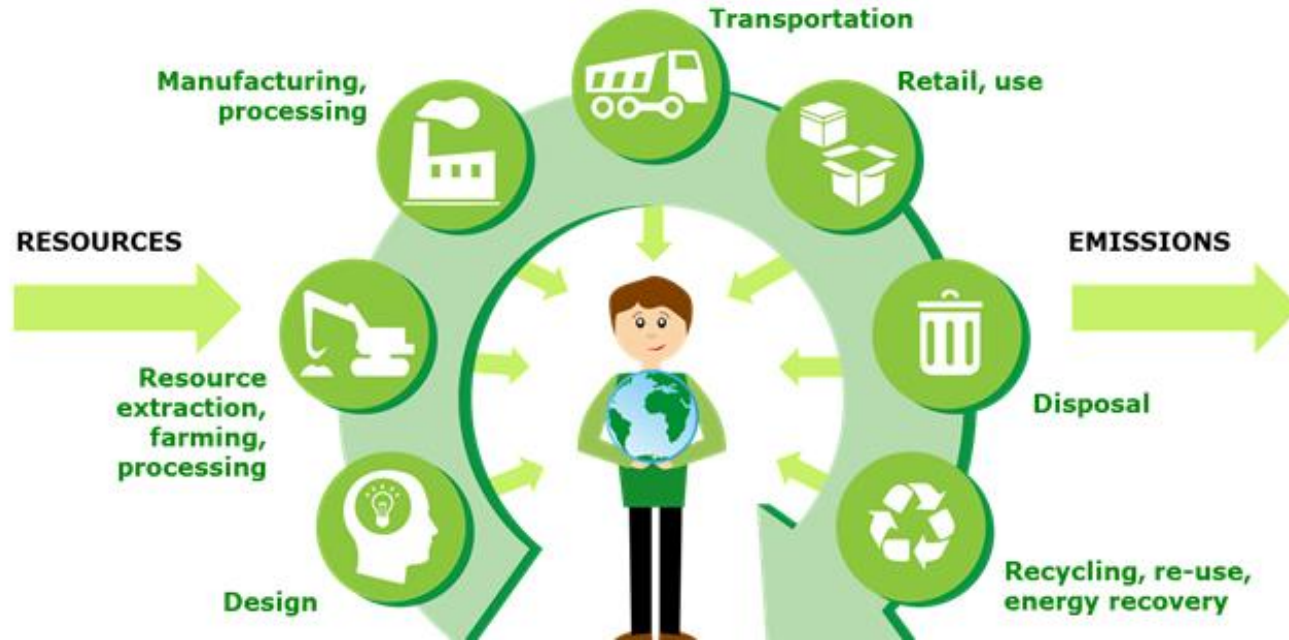 Transportation
Manufacturing,
processing
Retail, use
RESOURCES
EMISSIONS
Resource
extraction,
farming,
processing
Disposal
Design
Recycling, re-use,
energy recovery